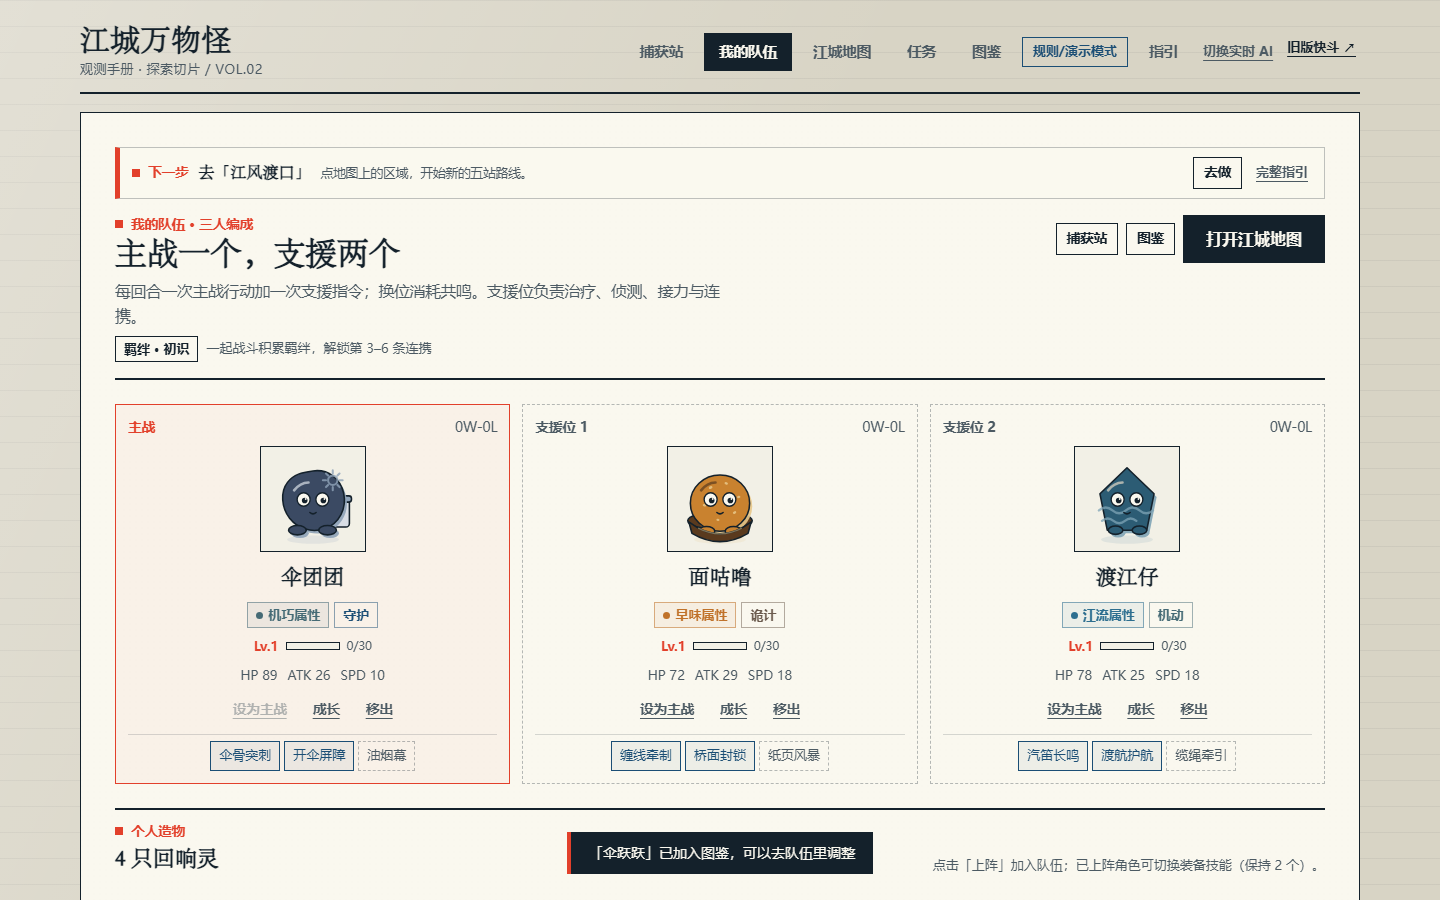 江城万物怪
观测手册 · 探索切片 / VOL.02
捕获站 我的队伍 江城地图 任务 图鉴 规则/演示模式 指引 切换实时 AI 旧版快斗 ↗
下一步 去「江风渡口」 点地图上的区域，开始新的五站路线。 去做 完整指引
我的队伍 • 三人编成
主战一个，支援两个
捕获站 图鉴 打开江城地图
每回合一次主战行动加一次支援指令；换位消耗共鸣。支援位负责治疗、侦测、接力与连
携。
羁绊 • 初识 一起战斗积累羁绊，解锁第 3–6 条连携
主战 0W-0L
伞团团
机巧属性 守护
Lv.1 0/30
HP 89 ATK 26 SPD 10
设为主战 成长 移出
伞骨突刺 开伞屏障 油烟幕
支援位 1 0W-0L
面咕噜
早味属性 诡计
Lv.1 0/30
HP 72 ATK 29 SPD 18
设为主战 成长 移出
缠线牵制 桥面封锁 纸页风暴
支援位 2 0W-0L
渡江仔
江流属性 机动
Lv.1 0/30
HP 78 ATK 25 SPD 18
设为主战 成长 移出
汽笛长鸣 渡航护航 缆绳牵引
个人造物
4 只回响灵
「伞跃跃」已加入图鉴，可以去队伍里调整
点击「上阵」加入队伍；已上阵角色可切换装备技能（保持 2 个）。